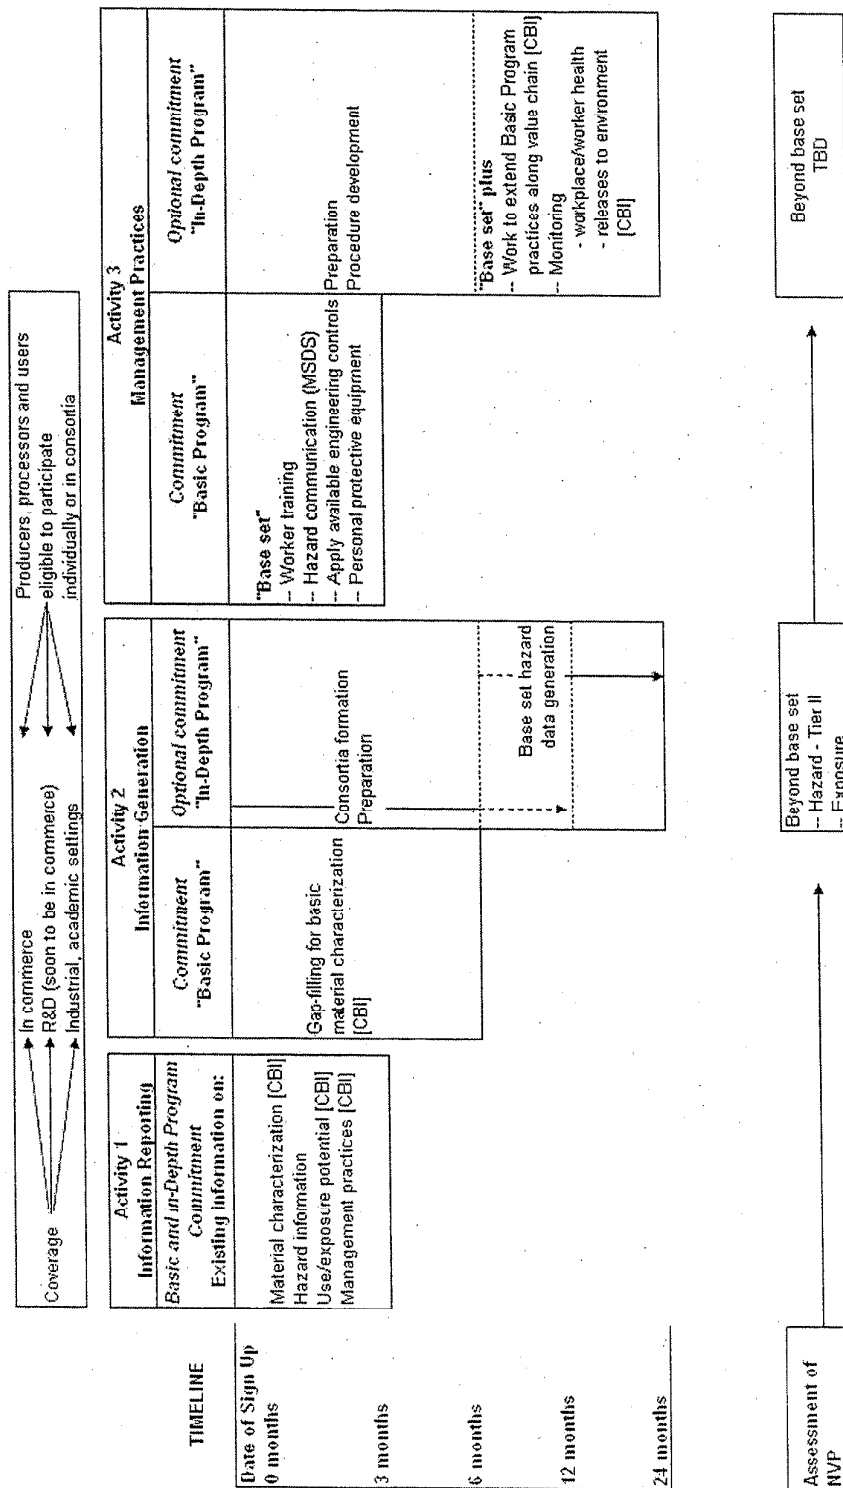 Coverage
In commerce
R&D (soon to be in commerce)
Industrial, academic settings
Producers, processors and users
eligible to participate
individually or in consortia
TIMELINE
Date of Sign Up
0 months
3 months
6 months
12 months
24 months
Activity 1
Information Reporting
Basic and in-Depth Program
Commitment
Existing Information on:
Material characterization [CBI]
Hazard information
Use/exposure potential [CBI]
Management practices [CBI]
Activity 2
Information Generation
Commitment
"Basic Program"
Gap-filling for basic
material characterization
[CBI]
Optional commitment
"In-Depth Program"
Consortia formation
Preparation
Base set hazard
data generation
Activity 3
Management Practices
Commitment
"Basic Program"
"Base set"
-- Worker training
-- Hazard communication (MSDS)
-- Apply available engineering controls
-- Personal protective equipment
Optional commitment
"In-Depth Program"
Preparation
Procedure development
"Base set" plus
-- Work to extend Basic Program
practices along value chain [CBI]
-- Monitoring
- workplace/worker health
- releases to environment
[CBI]
Assessment of
NVP
Beyond base set
-- Hazard - Tier II
-- Exposure
Beyond base set
TBD